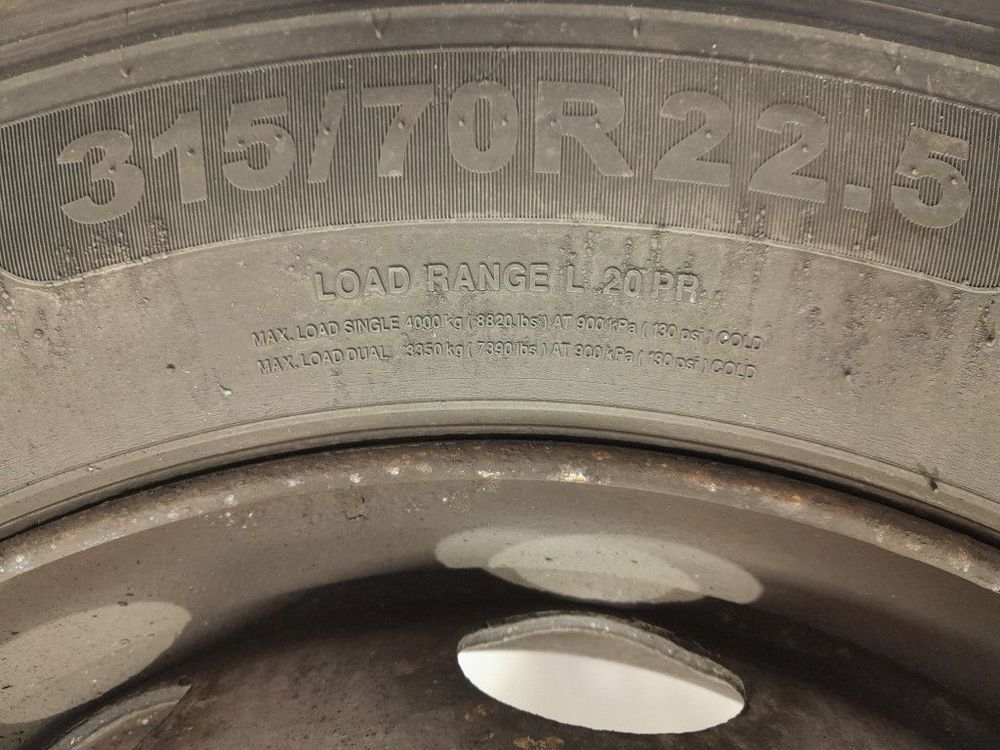 315/70R22.5
LOAD RANGE L 20 PR
MAX. LOAD SINGLE 4000 kg ( 8820 lbs ) AT 900 kPa ( 130 psi ) COLD
MAX. LOAD DUAL 3350 kg ( 7390 lbs ) AT 900 kPa ( 130 psi ) COLD